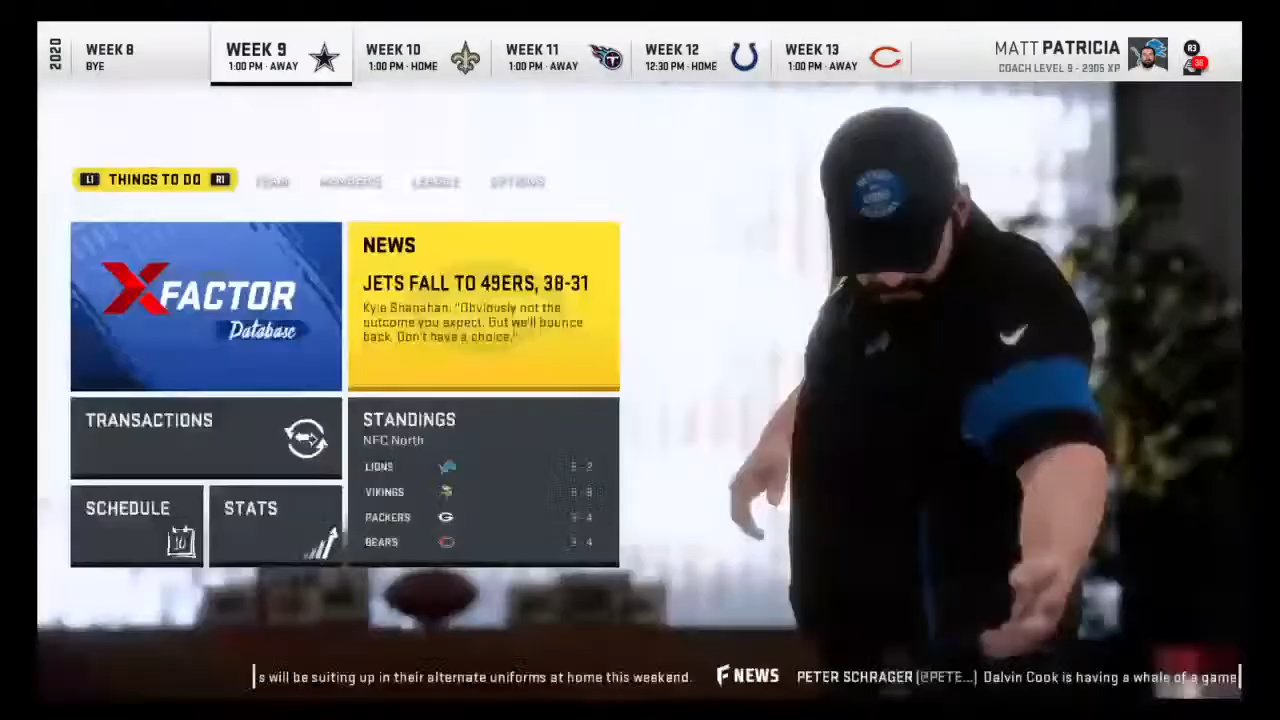 2020
WEEK 8
BYE
WEEK 9
1:00 PM · AWAY
WEEK 10
1:00 PM · HOME
WEEK 11
1:00 PM · AWAY
WEEK 12
12:30 PM · HOME
WEEK 13
1:00 PM · AWAY
MATT PATRICIA
COACH LEVEL 9 - 2305 XP
R3
36
L1 THINGS TO DO R1
TEAM
MEMBERS
LEAGUE
OPTIONS
XFACTOR
Database
NEWS
JETS FALL TO 49ERS, 38-31
Kyle Shanahan: "Obviously not the
outcome you expect. But we'll bounce
back. Don't have a choice."
TRANSACTIONS
SCHEDULE
STATS
STANDINGS
NFC North
LIONS
VIKINGS
PACKERS
BEARS
s will be suiting up in their alternate uniforms at home this weekend.
NEWS
PETER SCHRAGER (@PETE...) Dalvin Cook is having a whale of a game